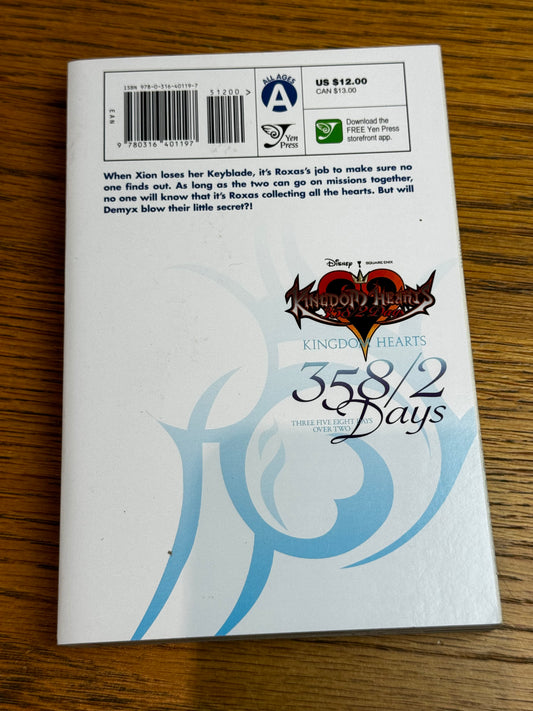 ISBN 978-0-316-40119-7
51200 >
EAN
9 780316 401197
ALL AGES
A
Yen
Press
US $12.00
CAN $13.00
Download the
FREE Yen Press
storefront app.
When Xion loses her Keyblade, it's Roxas's job to make sure
no one finds out. As long as the two can go on missions together,
no one will know that it's Roxas collecting all the hearts. But will
Demyx blow their little secret?!
Disney SQUARE ENIX
KINGDOM HEARTS
358/2 Days
KINGDOM HEARTS
358/2
Days
THREE FIVE EIGHT DAYS
OVER TWO